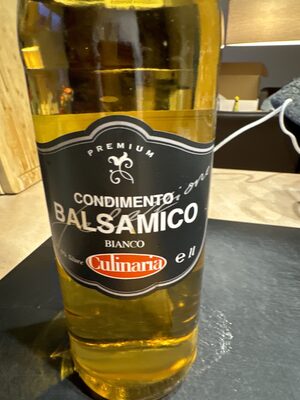 PREMIUM
CONDIMENTO
BALSAMICO
BIANCO
Culinaria
e 1l